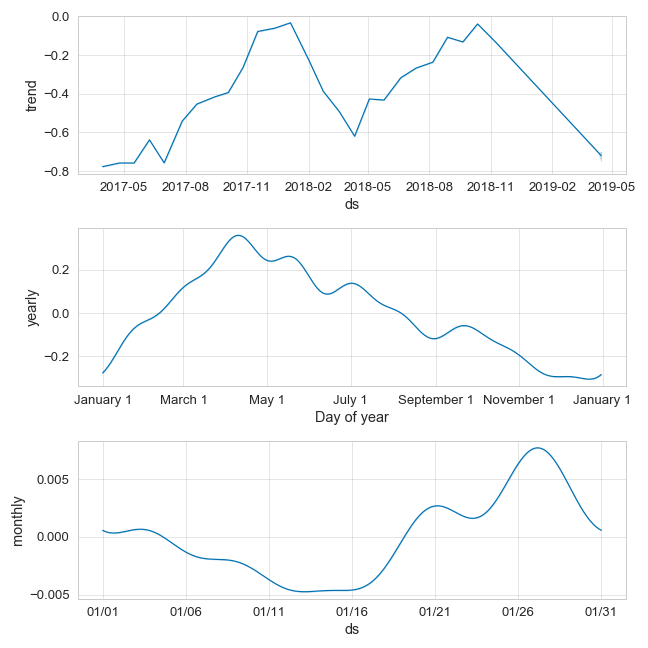 0.0
−0.2
−0.4
−0.6
−0.8
trend
2017-05 2017-08 2017-11 2018-02 2018-05 2018-08 2018-11 2019-02 2019-05
ds
0.2
0.0
−0.2
yearly
January 1 March 1 May 1 July 1 September 1 November 1 January 1
Day of year
0.005
0.000
−0.005
monthly
01/01 01/06 01/11 01/16 01/21 01/26 01/31
ds